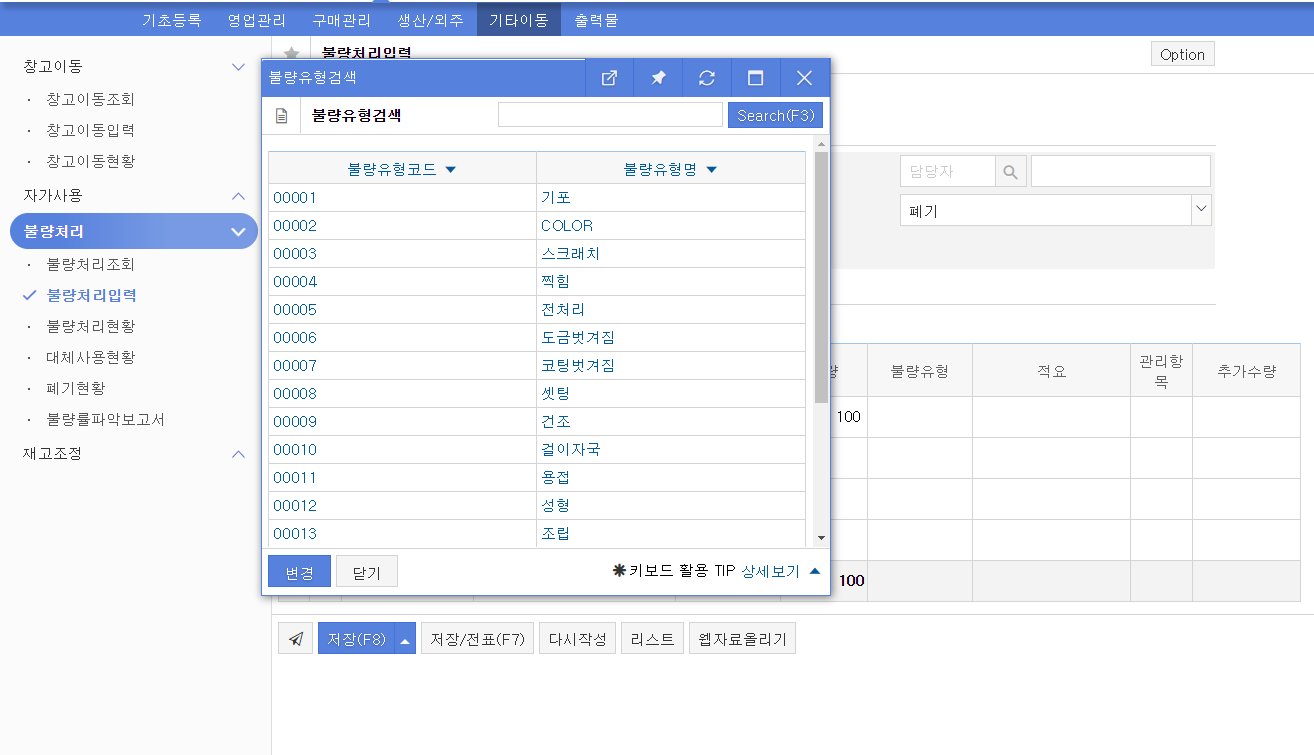 기초등록 영업관리 구매관리 생산/외주 기타이동 출력물
창고이동
· 창고이동조회
· 창고이동입력
· 창고이동현황
자가사용
불량처리
· 불량처리조회
불량처리입력
· 불량처리현황
· 대체사용현황
· 폐기현황
· 불량률파악보고서
재고조정
불량처리입력
Option
불량유형검색
불량유형검색
Search(F3)
불량유형코드 ▼ 불량유형명 ▼
00001 기포
00002 COLOR
00003 스크래치
00004 찍힘
00005 전처리
00006 도금벗겨짐
00007 코팅벗겨짐
00008 셋팅
00009 건조
00010 걸이자국
00011 용접
00012 성형
00013 조립
변경 닫기
✱키보드 활용 TIP 상세보기 ▲
담당자
폐기
량 불량유형 적요 관리항목 추가수량
100
100
저장(F8) ▲ 저장/전표(F7) 다시작성 리스트 웹자료올리기